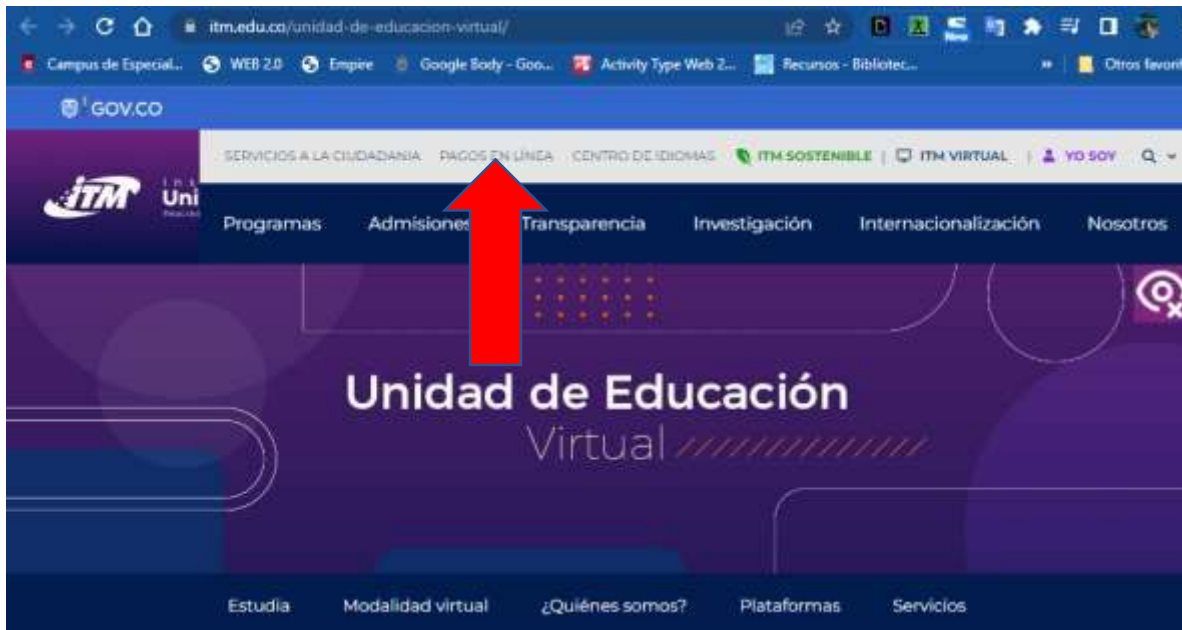 itm.edu.co/unidad-de-educacion-virtual/
Campus de Especial... WEB 2.0 Empire Google Body - Goo... Activity Type Web 2... Recursos - Bibliotec... » Otros favorit
GOV.CO
SERVICIOS A LA CIUDADANIA PAGOS EN LÍNEA CENTRO DE IDIOMAS ITM SOSTENIBLE | ITM VIRTUAL | YO SOY
iTM Uni
Programas Admisiones Transparencia Investigación Internacionalización Nosotros
Unidad de Educación
Virtual
Estudia Modalidad virtual ¿Quiénes somos? Plataformas Servicios